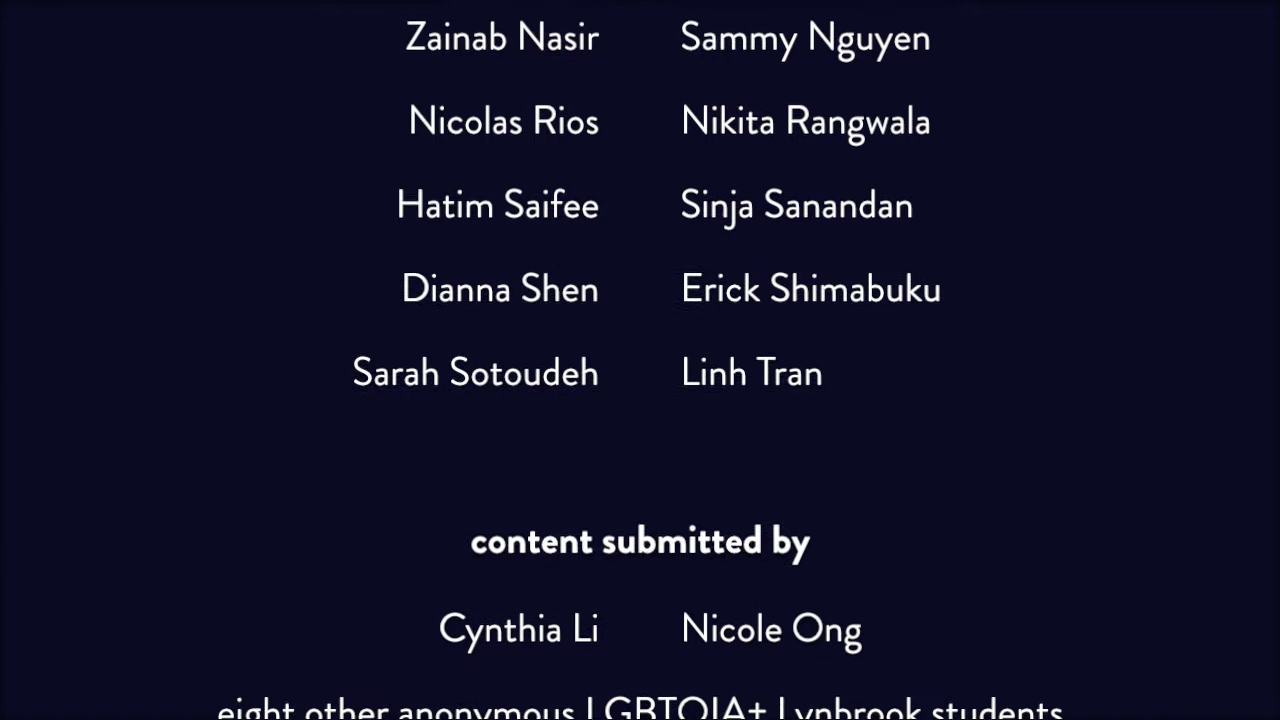 Zainab Nasir Sammy Nguyen
Nicolas Rios Nikita Rangwala
Hatim Saifee Sinja Sanandan
Dianna Shen Erick Shimabuku
Sarah Sotoudeh Linh Tran
content submitted by
Cynthia Li Nicole Ong
eight other anonymous LGBTQIA+ Lynbrook students